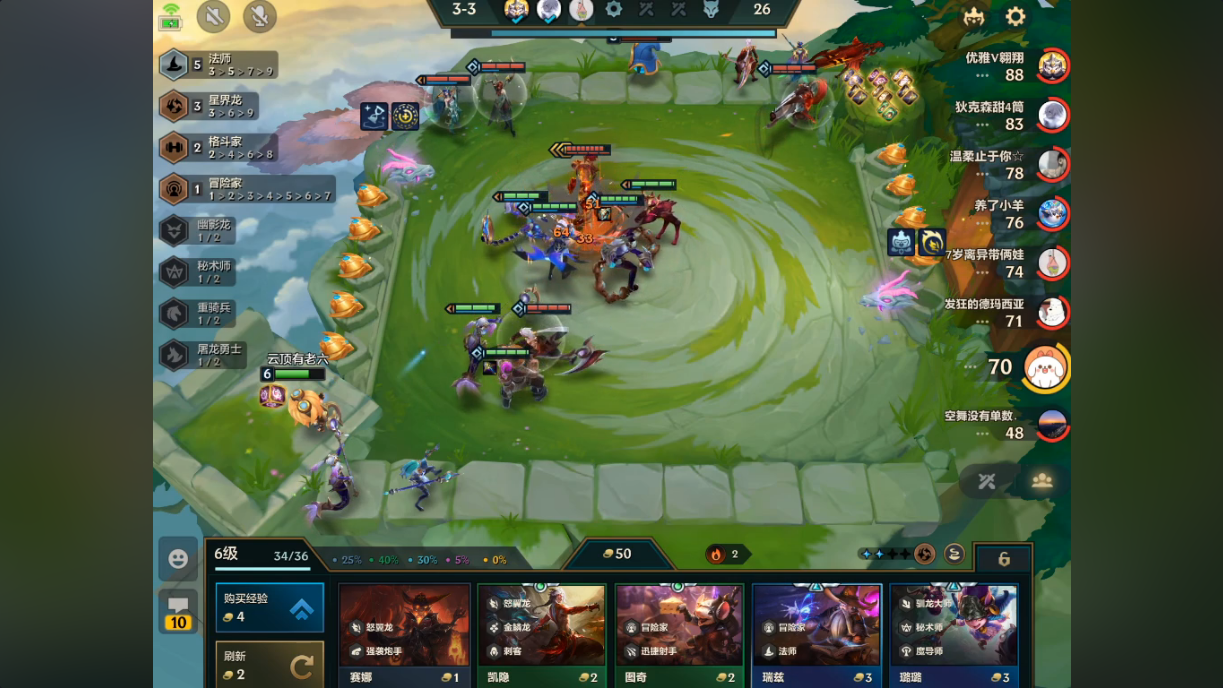 3-3
26
5 法师
3 > 5 > 7 > 9
3 星界龙
3 > 6 > 9
2 格斗家
2 > 4 > 6 > 8
1 冒险家
1 > 2 > 3 > 4 > 5 > 6 > 7
幽影龙
1 / 2
秘术师
1 / 2
重骑兵
1 / 2
屠龙勇士
1 / 2
优雅V翱翔
88
狄克森甜4筒
83
温柔止于你☆
78
养了小羊
76
7岁离异带俩娃
74
发狂的德玛西亚
71
70
空舞没有单数.
48
51
64
33
云顶有老六
6
6级
34/36
25%
40%
30%
5%
0%
50
2
6
10
购买经验
4
刷新
2
怒翼龙
强袭炮手
赛娜
1
怒翼龙
金鳞龙
刺客
凯隐
2
冒险家
迅捷射手
图奇
2
冒险家
法师
瑞兹
3
驯龙大师
秘术师
魔导师
璐璐
3